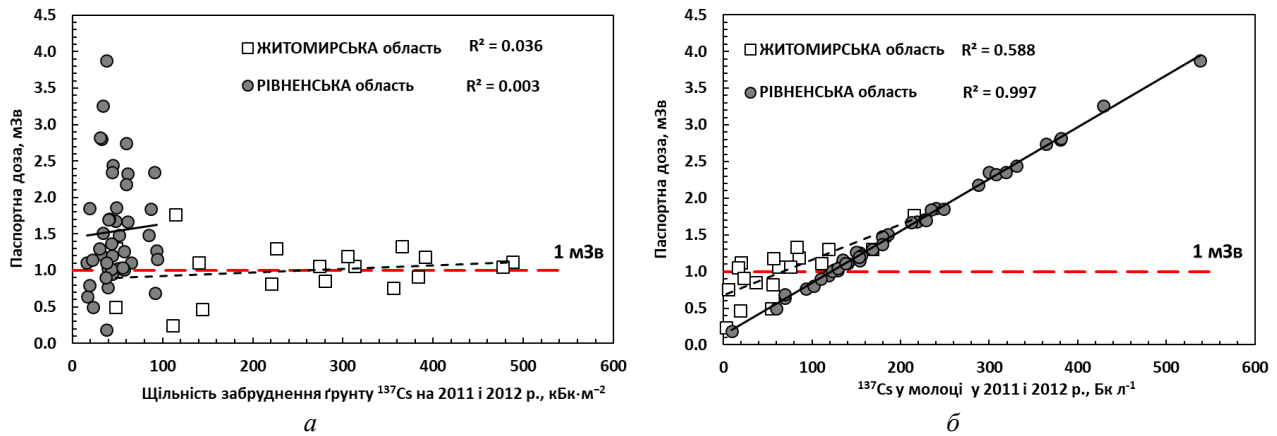 4.5
4.0
3.5
3.0
2.5
2.0
1.5
1.0
0.5
0.0
Паспортна доза, мЗв
ЖИТОМИРСЬКА область R² = 0.036
РІВНЕНСЬКА область R² = 0.003
1 мЗв
0 100 200 300 400 500 600
Щільність забруднення ґрунту ¹³⁷Cs на 2011 і 2012 р., кБк·м⁻²
а
4.5
4.0
3.5
3.0
2.5
2.0
1.5
1.0
0.5
0.0
Паспортна доза, мЗв
ЖИТОМИРСЬКА область R² = 0.588
РІВНЕНСЬКА область R² = 0.997
1 мЗв
0 100 200 300 400 500 600
¹³⁷Cs у молоці у 2011 і 2012 р., Бк л⁻¹
б